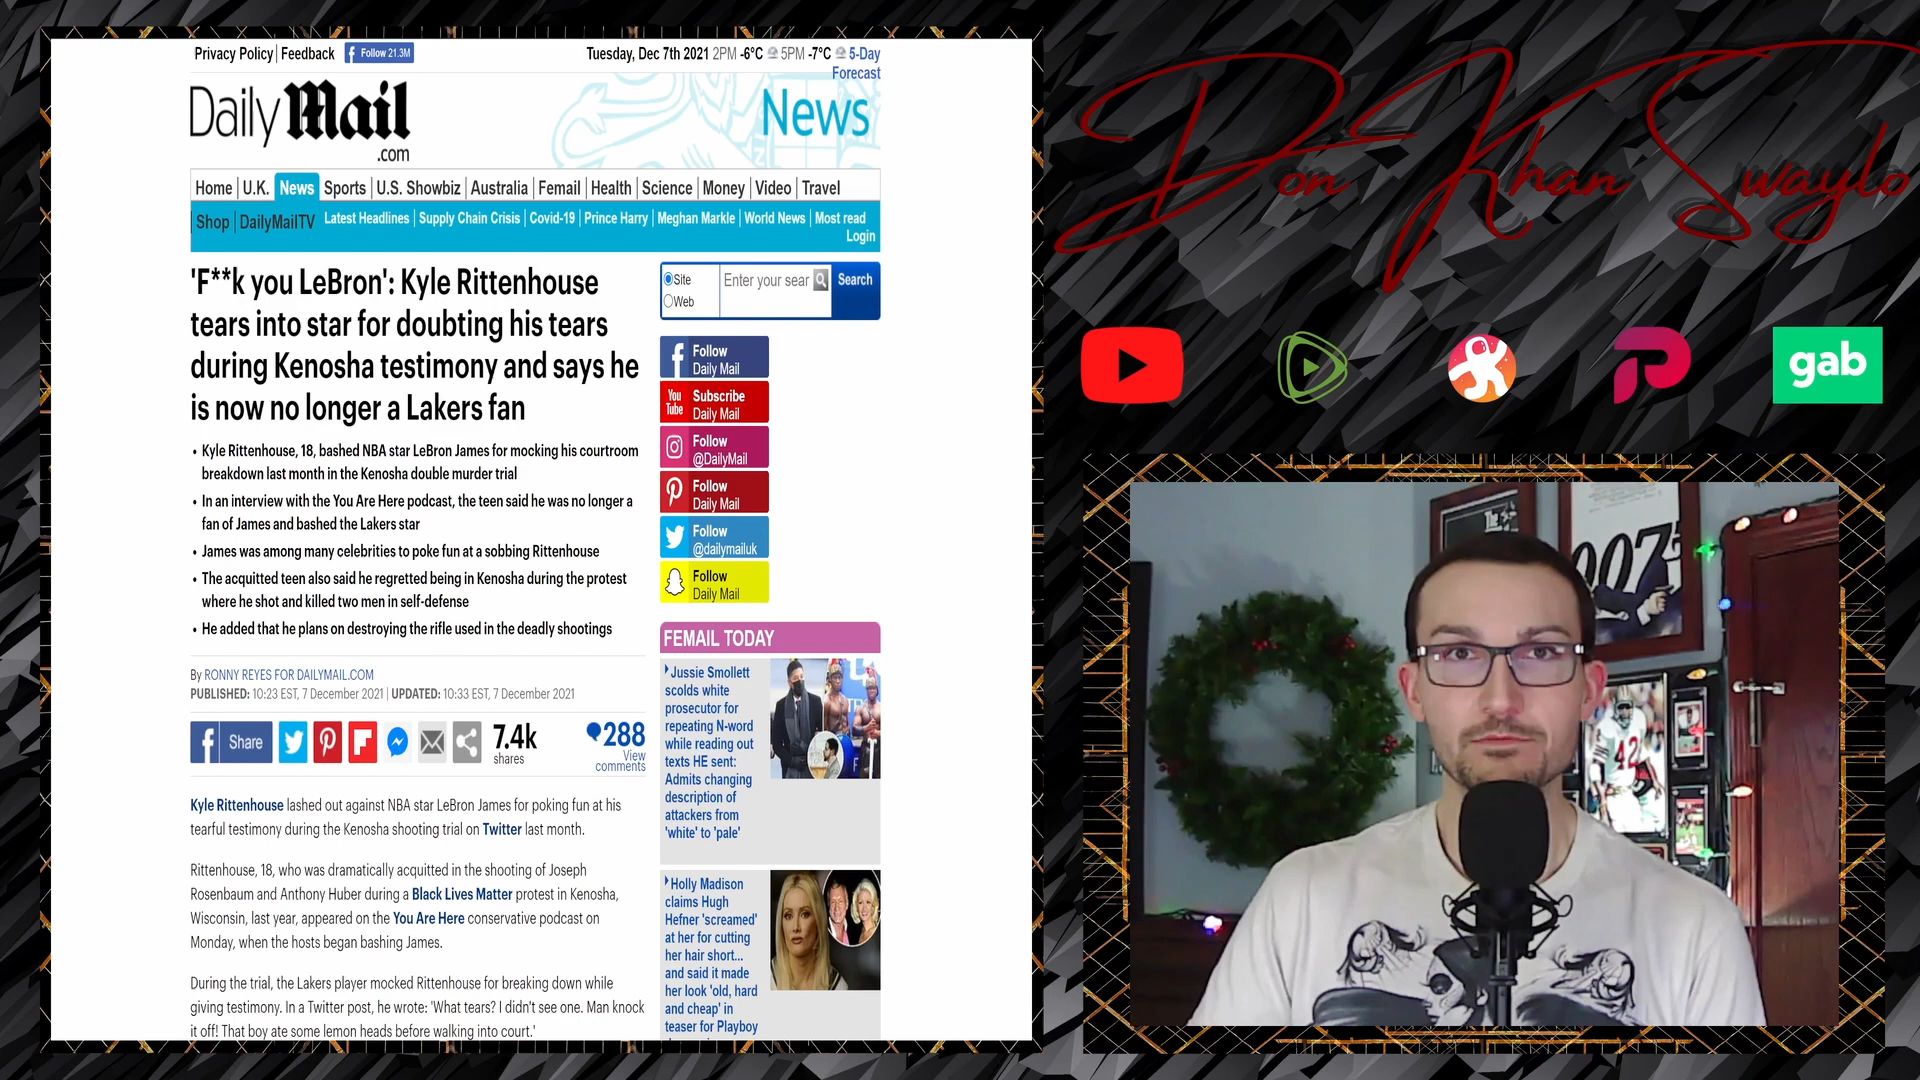 Privacy Policy | Feedback
Follow 21.3M
Tuesday, Dec 7th 2021 2PM -6°C 5PM -7°C 5-Day
Forecast
Daily Mail
.com
News
Home | U.K. News Sports | U.S. Showbiz | Australia | Femail | Health | Science | Money | Video | Travel
Shop | DailyMailTV Latest Headlines | Supply Chain Crisis | Covid-19 | Prince Harry | Meghan Markle | World News | Most read
Login
'F**k you LeBron': Kyle Rittenhouse
tears into star for doubting his tears
during Kenosha testimony and says he
is now no longer a Lakers fan
• Kyle Rittenhouse, 18, bashed NBA star LeBron James for mocking his courtroom
breakdown last month in the Kenosha double murder trial
• In an interview with the You Are Here podcast, the teen said he was no longer a
fan of James and bashed the Lakers star
• James was among many celebrities to poke fun at a sobbing Rittenhouse
• The acquitted teen also said he regretted being in Kenosha during the protest
where he shot and killed two men in self-defense
• He added that he plans on destroying the rifle used in the deadly shootings
By RONNY REYES FOR DAILYMAIL.COM
PUBLISHED: 10:23 EST, 7 December 2021 | UPDATED: 10:33 EST, 7 December 2021
Share
7.4k
shares
288
View
comments
Kyle Rittenhouse lashed out against NBA star LeBron James for poking fun at his
tearful testimony during the Kenosha shooting trial on Twitter last month.
Rittenhouse, 18, who was dramatically acquitted in the shooting of Joseph
Rosenbaum and Anthony Huber during a Black Lives Matter protest in Kenosha,
Wisconsin, last year, appeared on the You Are Here conservative podcast on
Monday, when the hosts began bashing James.
During the trial, the Lakers player mocked Rittenhouse for breaking down while
giving testimony. In a Twitter post, he wrote: 'What tears? I didn't see one. Man knock
it off! That boy ate some lemon heads before walking into court.'
Site
Web
Enter your sear
Search
Follow
Daily Mail
You
Tube
Subscribe
Daily Mail
Follow
@DailyMail
Follow
Daily Mail
Follow
@dailymailuk
Follow
Daily Mail
FEMAIL TODAY
Jussie Smollett
scolds white
prosecutor for
repeating N-word
while reading out
texts HE sent:
Admits changing
description of
attackers from
'white' to 'pale'
Holly Madison
claims Hugh
Hefner 'screamed'
at her for cutting
her hair short...
and said it made
her look 'old, hard
and cheap' in
teaser for Playboy
Don Khan Swaylo
gab
007
42